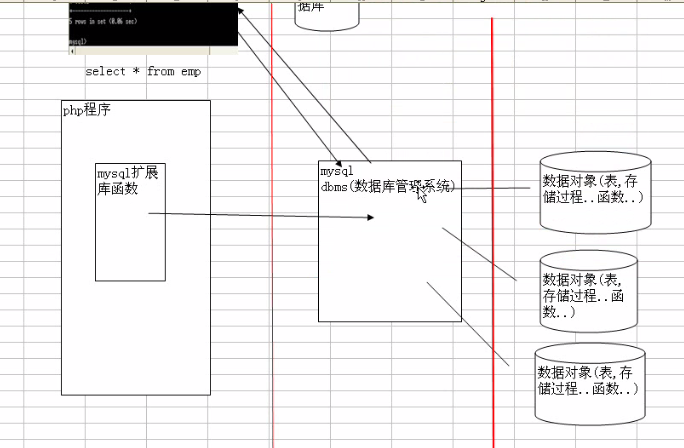 据库
5 rows in set (0.06 sec)
mysql>
select * from emp
php程序
mysql扩展
库函数
mysql
dbms(数据库管理系统)
数据对象(表,存
储过程..函数..)
数据对象(表,
存储过程..函
数..)
数据对象(表,存
储过程..函数..)